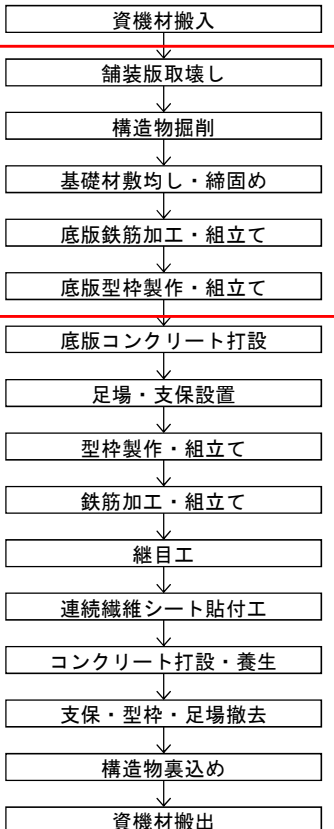 資機材搬入
舗装版取壊し
構造物掘削
基礎材敷均し・締固め
底版鉄筋加工・組立て
底版型枠製作・組立て
底版コンクリート打設
足場・支保設置
型枠製作・組立て
鉄筋加工・組立て
継目工
連続繊維シート貼付工
コンクリート打設・養生
支保・型枠・足場撤去
構造物裏込め
資機材搬出